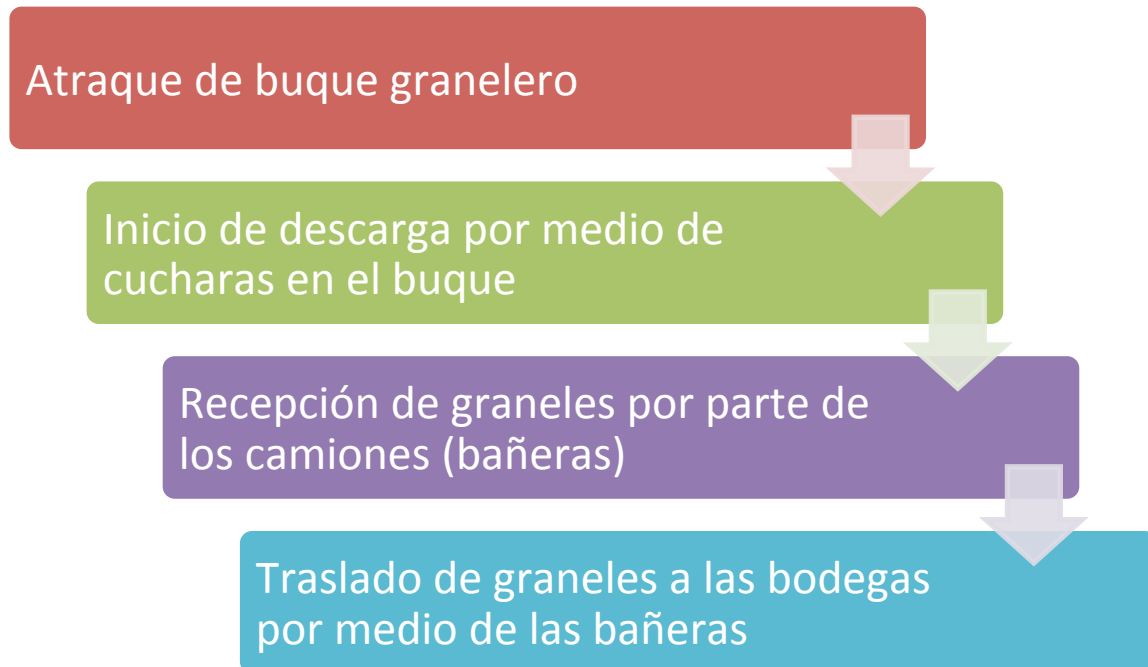 Atraque de buque granelero
Inicio de descarga por medio de
cucharas en el buque
Recepción de graneles por parte de
los camiones (bañeras)
Traslado de graneles a las bodegas
por medio de las bañeras